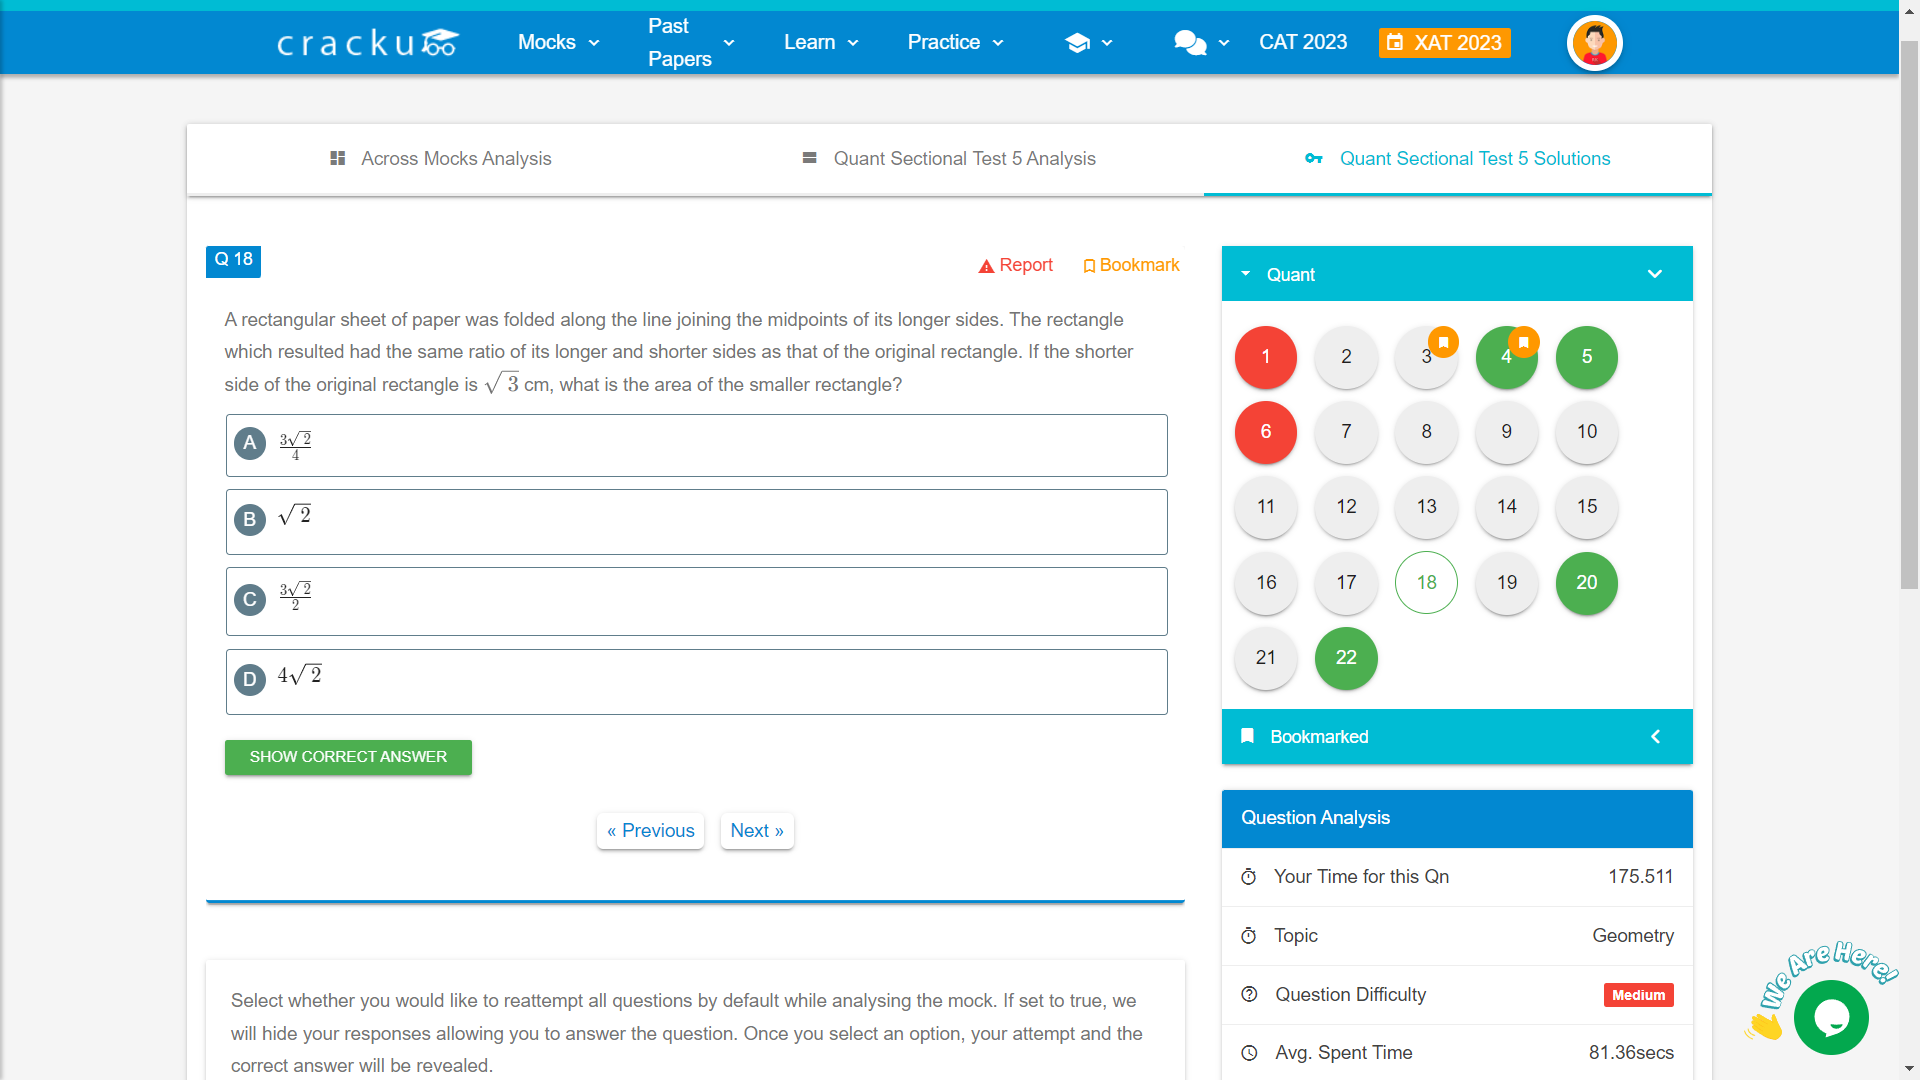 cracku
Mocks
Past Papers
Learn
Practice
CAT 2023
XAT 2023
Across Mocks Analysis
Quant Sectional Test 5 Analysis
Quant Sectional Test 5 Solutions
Q 18
Report
Bookmark
A rectangular sheet of paper was folded along the line joining the midpoints of its longer sides. The rectangle
which resulted had the same ratio of its longer and shorter sides as that of the original rectangle. If the shorter
side of the original rectangle is √3 cm, what is the area of the smaller rectangle?
A 3√2/4
B √2
C 3√2/2
D 4√2
SHOW CORRECT ANSWER
« Previous
Next »
Select whether you would like to reattempt all questions by default while analysing the mock. If set to true, we
will hide your responses allowing you to answer the question. Once you select an option, your attempt and the
correct answer will be revealed.
Quant
1 2 3 4 5
6 7 8 9 10
11 12 13 14 15
16 17 18 19 20
21 22
Bookmarked
Question Analysis
Your Time for this Qn 175.511
Topic Geometry
Question Difficulty Medium
Avg. Spent Time 81.36secs
We Are Here!